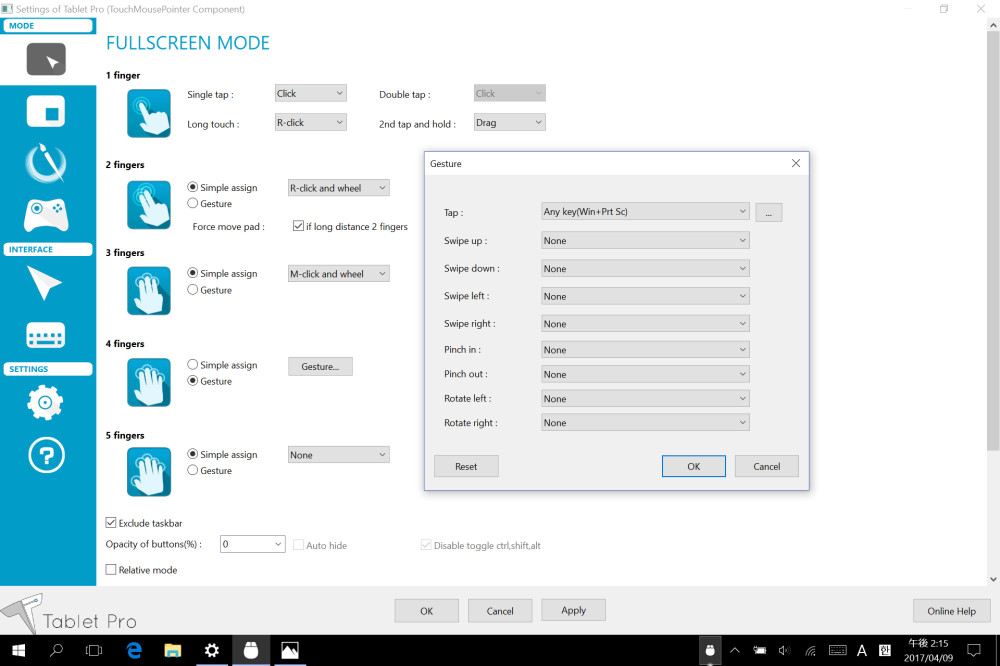 Settings of Tablet Pro (TouchMousePointer Component)
MODE
FULLSCREEN MODE
1 finger
Single tap :
Click
Double tap :
Click
Long touch :
R-click
2nd tap and hold :
Drag
2 fingers
Simple assign
R-click and wheel
Gesture
Force move pad :
if long distance 2 fingers
INTERFACE
3 fingers
Simple assign
M-click and wheel
Gesture
SETTINGS
4 fingers
Simple assign
Gesture
Gesture...
5 fingers
Simple assign
None
Gesture
Exclude taskbar
Opacity of buttons(%) :
0
Auto hide
Disable toggle ctrl,shift,alt
Relative mode
Gesture
Tap :
Any key(Win+Prt Sc)
...
Swipe up :
None
Swipe down :
None
Swipe left :
None
Swipe right :
None
Pinch in :
None
Pinch out :
None
Rotate left :
None
Rotate right :
None
Reset
OK
Cancel
Tablet Pro
OK
Cancel
Apply
Online Help
A
午後 2:15
2017/04/09